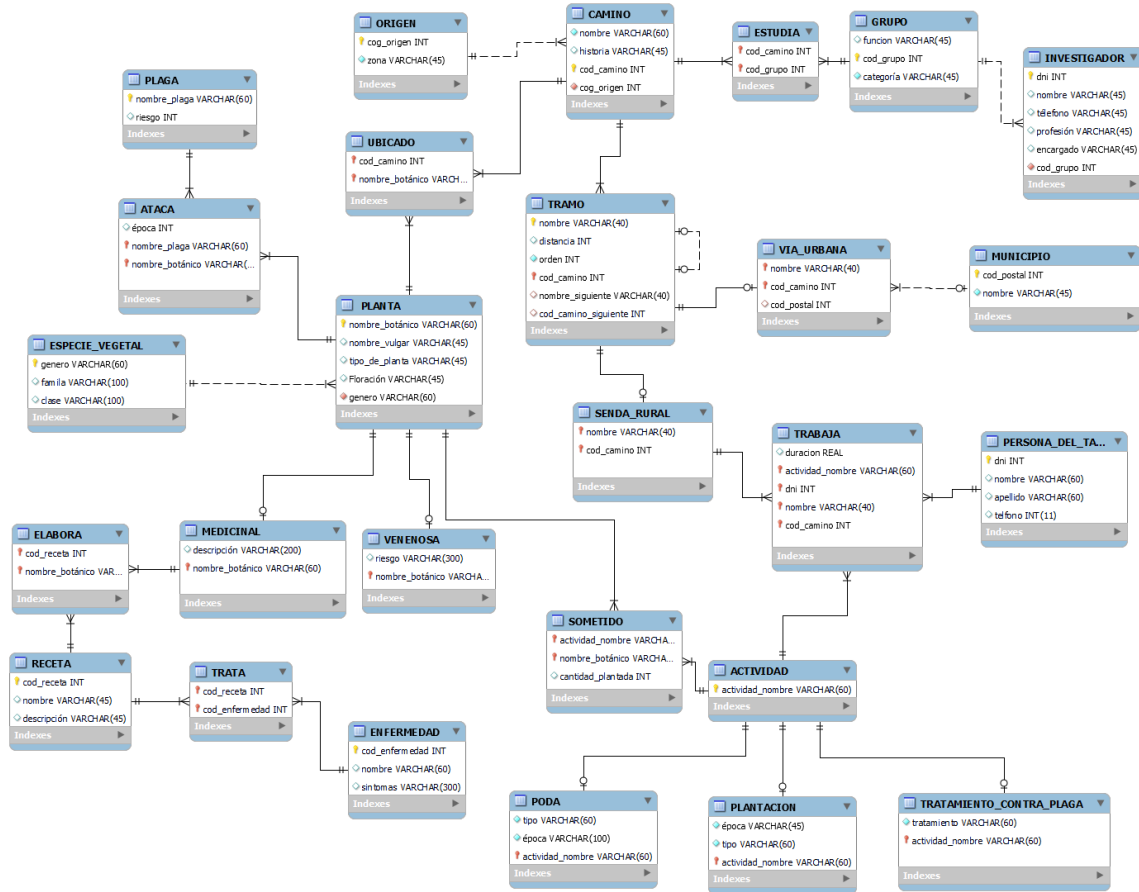 ORIGEN
cog_origen INT
zona VARCHAR(45)
Indexes
CAMINO
nombre VARCHAR(60)
historia VARCHAR(45)
cod_camino INT
cog_origen INT
Indexes
ESTUDIA
cod_camino INT
cod_grupo INT
Indexes
GRUPO
funcion VARCHAR(45)
cod_grupo INT
categoría VARCHAR(45)
Indexes
INVESTIGADOR
dni INT
nombre VARCHAR(45)
télefono VARCHAR(45)
profesión VARCHAR(45)
encargado VARCHAR(45)
cod_grupo INT
Indexes
PLAGA
nombre_plaga VARCHAR(60)
riesgo INT
Indexes
UBICADO
cod_camino INT
nombre_botánico VARCH...
Indexes
ATACA
época INT
nombre_plaga VARCHAR(60)
nombre_botánico VARCHAR(...
Indexes
TRAMO
nombre VARCHAR(40)
distancia INT
orden INT
cod_camino INT
nombre_siguiente VARCHAR(40)
cod_camino_siguiente INT
Indexes
VIA_URBANA
nombre VARCHAR(40)
cod_camino INT
cod_postal INT
Indexes
MUNICIPIO
cod_postal INT
nombre VARCHAR(45)
Indexes
PLANTA
nombre_botánico VARCHAR(60)
nombre_vulgar VARCHAR(45)
tipo_de_planta VARCHAR(45)
Floración VARCHAR(45)
genero VARCHAR(60)
Indexes
ESPECIE_VEGETAL
genero VARCHAR(60)
famila VARCHAR(100)
clase VARCHAR(100)
Indexes
SENDA_RURAL
nombre VARCHAR(40)
cod_camino INT
Indexes
TRABAJA
duracion REAL
actividad_nombre VARCHAR(60)
dni INT
nombre VARCHAR(40)
cod_camino INT
Indexes
PERSONA_DEL_TA...
dni INT
nombre VARCHAR(60)
apellido VARCHAR(60)
telfono INT(11)
Indexes
ELABORA
cod_receta INT
nombre_botánico VAR...
Indexes
MEDICINAL
descripción VARCHAR(200)
nombre_botánico VARCHAR(60)
Indexes
VENENOSA
riesgo VARCHAR(300)
nombre_botánico VARCHA...
Indexes
SOMETIDO
actividad_nombre VARCHA...
nombre_botánico VARCHA...
cantidad_plantada INT
Indexes
ACTIVIDAD
actividad_nombre VARCHAR(60)
Indexes
RECETA
cod_receta INT
nombre VARCHAR(45)
descripción VARCHAR(45)
Indexes
TRATA
cod_receta INT
cod_enfermedad INT
Indexes
ENFERMEDAD
cod_enfermedad INT
nombre VARCHAR(60)
sintomas VARCHAR(300)
Indexes
PODA
tipo VARCHAR(60)
época VARCHAR(100)
actividad_nombre VARCHAR(60)
Indexes
PLANTACION
época VARCHAR(45)
tipo VARCHAR(60)
actividad_nombre VARCHAR(60)
Indexes
TRATAMIENTO_CONTRA_PLAGA
tratamiento VARCHAR(60)
actividad_nombre VARCHAR(60)
Indexes